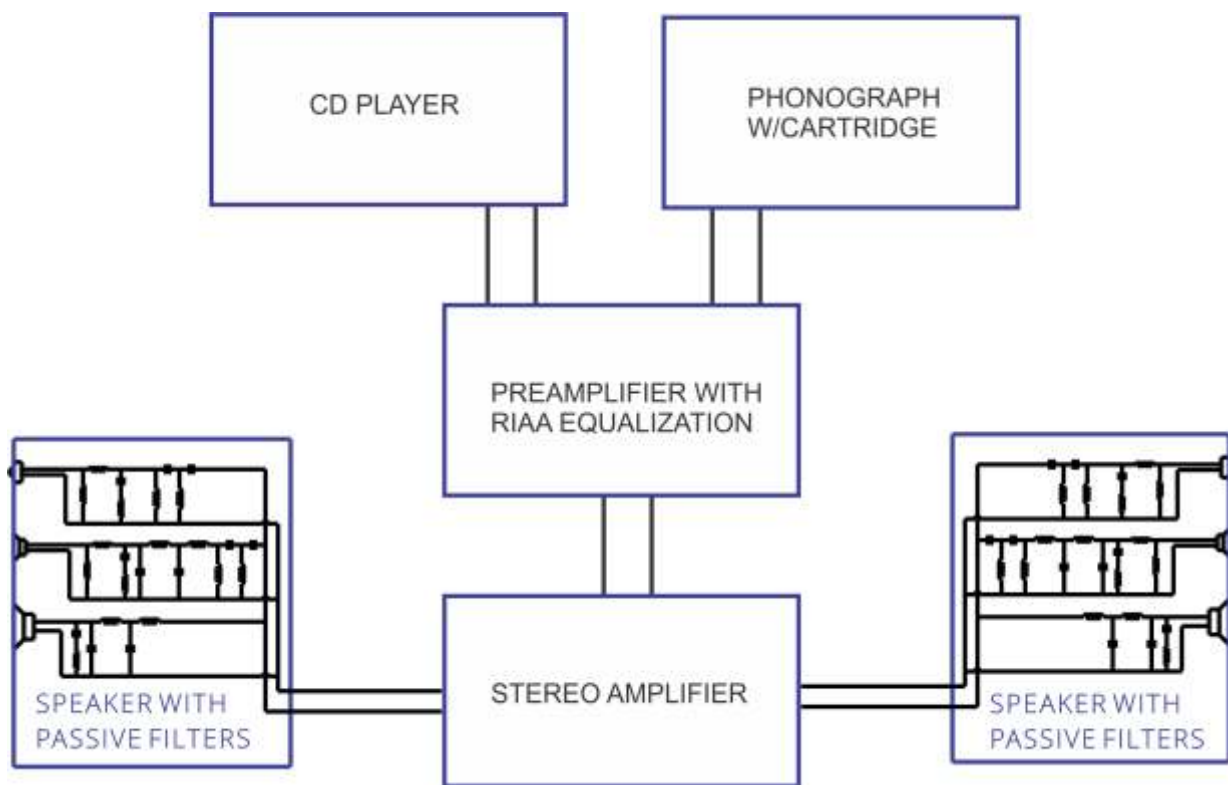 CD PLAYER
PHONOGRAPH
W/CARTRIDGE
PREAMPLIFIER WITH
RIAA EQUALIZATION
STEREO AMPLIFIER
SPEAKER WITH
PASSIVE FILTERS
SPEAKER WITH
PASSIVE FILTERS